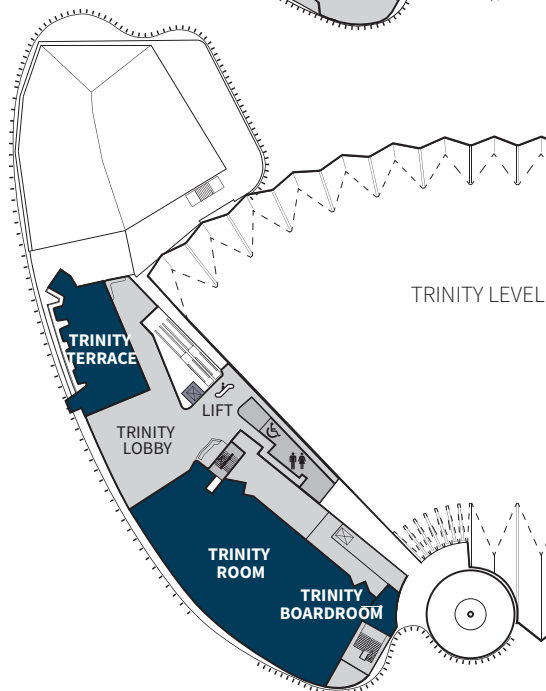 TRINITY LEVEL
TRINITY
TERRACE
LIFT
TRINITY
LOBBY
TRINITY
ROOM
TRINITY
BOARDROOM